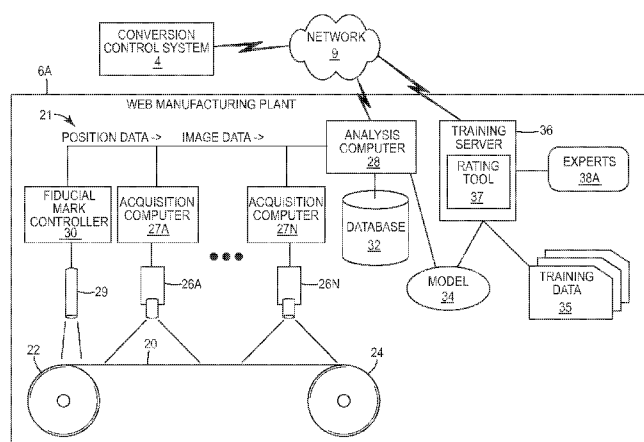 CONVERSION
CONTROL SYSTEM
4
NETWORK
9
6A
WEB MANUFACTURING PLANT
21
POSITION DATA ->
IMAGE DATA ->
ANALYSIS
COMPUTER
28
TRAINING
SERVER
36
RATING
TOOL
37
EXPERTS
38A
FIDUCIAL
MARK
CONTROLLER
30
ACQUISITION
COMPUTER
27A
ACQUISITION
COMPUTER
27N
DATABASE
32
MODEL
34
TRAINING
DATA
35
29
26A
26N
22
20
24